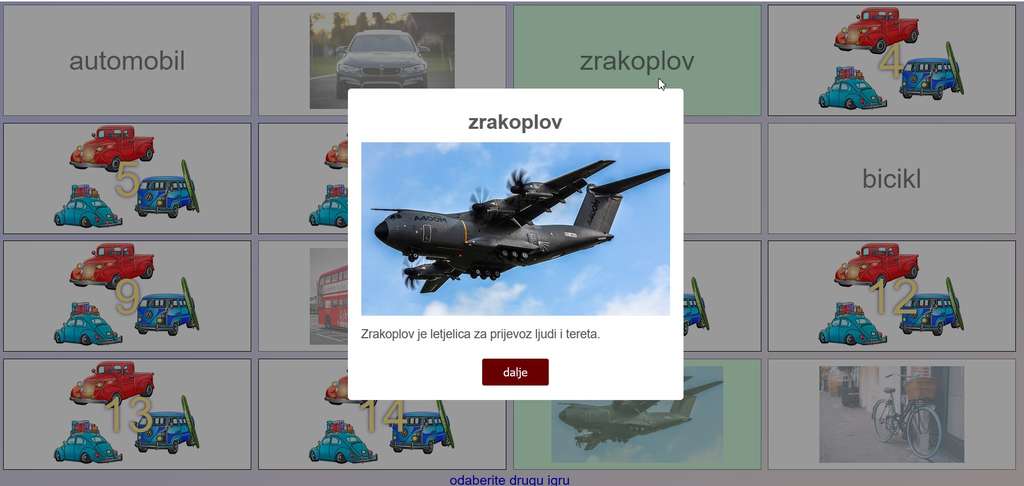 automobil
zrakoplov
4
5
bicikl
9
12
13
14
zrakoplov
A400M
Zrakoplov je letjelica za prijevoz ljudi i tereta.
dalje
odaberite drugu igru